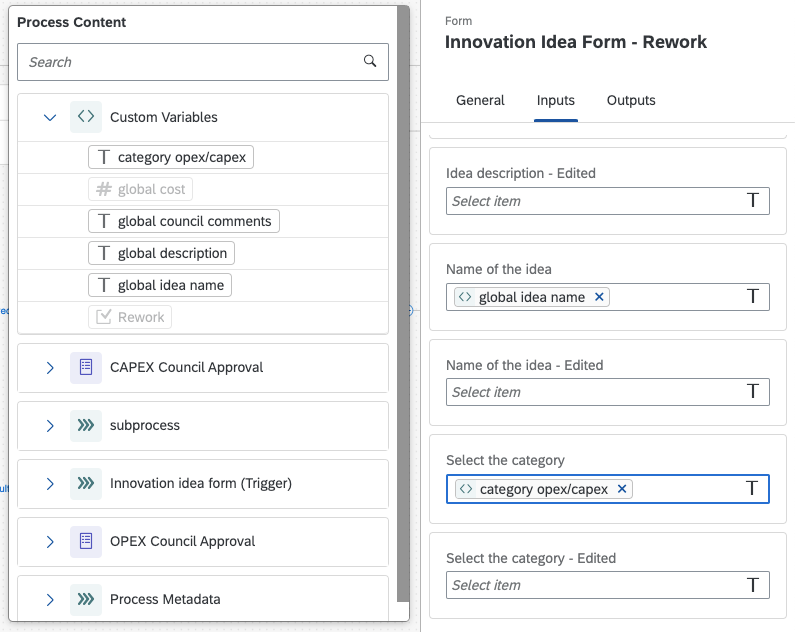 Process Content
Search
Custom Variables
category opex/capex
# global cost
global council comments
global description
global idea name
Rework
CAPEX Council Approval
subprocess
Innovation idea form (Trigger)
OPEX Council Approval
Process Metadata
Form
Innovation Idea Form - Rework
General Inputs Outputs
Idea description - Edited
Select item
Name of the idea
global idea name
Name of the idea - Edited
Select item
Select the category
category opex/capex
Select the category - Edited
Select item